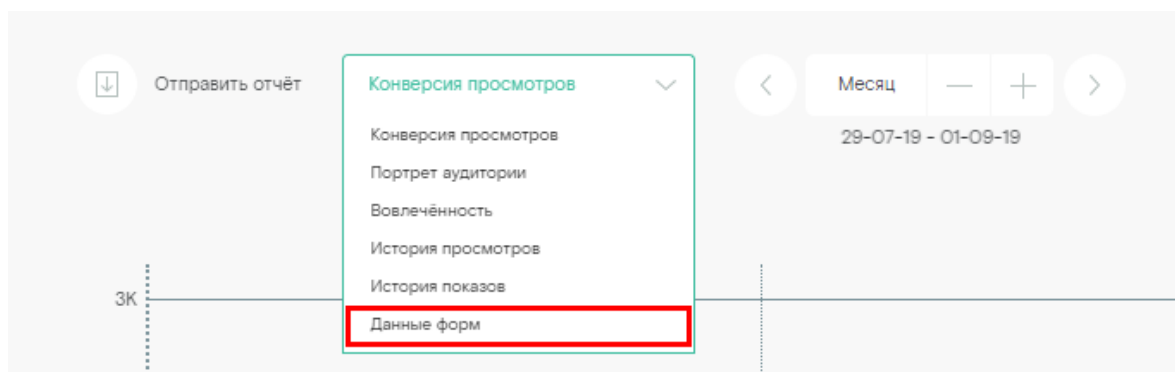 Отправить отчёт
Конверсия просмотров
Месяц
29-07-19 - 01-09-19
Конверсия просмотров
Портрет аудитории
Вовлечённость
История просмотров
История показов
Данные форм
3K